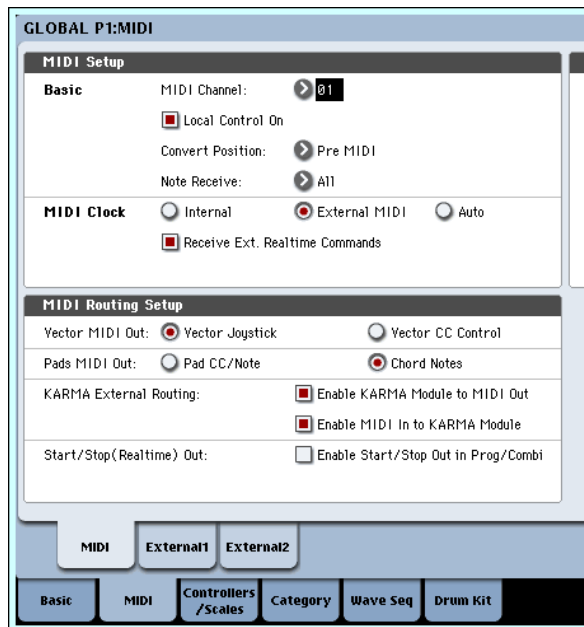 GLOBAL P1:MIDI
MIDI Setup
Basic MIDI Channel: 01
Local Control On
Convert Position: Pre MIDI
Note Receive: All
MIDI Clock Internal External MIDI Auto
Receive Ext. Realtime Commands
MIDI Routing Setup
Vector MIDI Out: Vector Joystick Vector CC Control
Pads MIDI Out: Pad CC/Note Chord Notes
KARMA External Routing: Enable KARMA Module to MIDI Out
Enable MIDI In to KARMA Module
Start/Stop(Realtime) Out: Enable Start/Stop Out in Prog/Combi
MIDI External1 External2
Basic MIDI Controllers /Scales Category Wave Seq Drum Kit